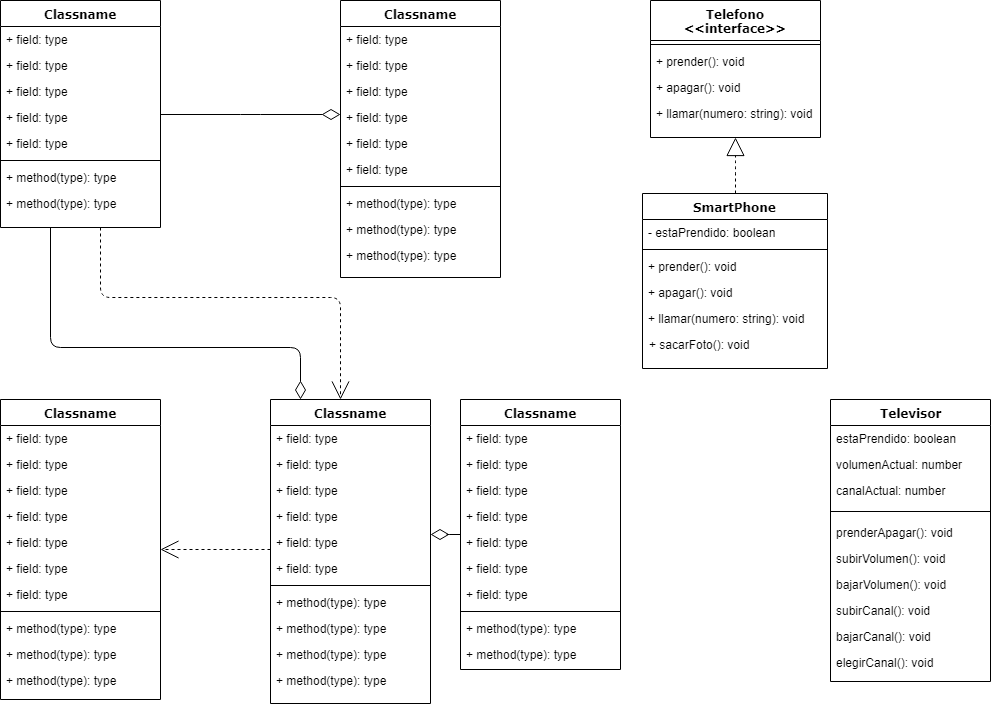 Classname
+ field: type
+ field: type
+ field: type
+ field: type
+ field: type
+ method(type): type
+ method(type): type
Classname
+ field: type
+ field: type
+ field: type
+ field: type
+ field: type
+ field: type
+ method(type): type
+ method(type): type
+ method(type): type
Telefono
<<interface>>
+ prender(): void
+ apagar(): void
+ llamar(numero: string): void
SmartPhone
- estaPrendido: boolean
+ prender(): void
+ apagar(): void
+ llamar(numero: string): void
+ sacarFoto(): void
Classname
+ field: type
+ field: type
+ field: type
+ field: type
+ field: type
+ field: type
+ field: type
+ method(type): type
+ method(type): type
+ method(type): type
Classname
+ field: type
+ field: type
+ field: type
+ field: type
+ field: type
+ field: type
+ method(type): type
+ method(type): type
+ method(type): type
+ method(type): type
Classname
+ field: type
+ field: type
+ field: type
+ field: type
+ field: type
+ field: type
+ field: type
+ method(type): type
+ method(type): type
Televisor
estaPrendido: boolean
volumenActual: number
canalActual: number
prenderApagar(): void
subirVolumen(): void
bajarVolumen(): void
subirCanal(): void
bajarCanal(): void
elegirCanal(): void